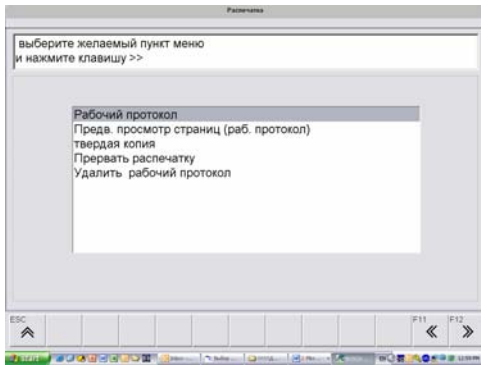 Распечатка
выберите желаемый пункт меню
и нажмите клавишу >>
Рабочий протокол
Предв. просмотр страниц (раб. протокол)
твердая копия
Прервать распечатку
Удалить рабочий протокол
ESC
F11
F12
start